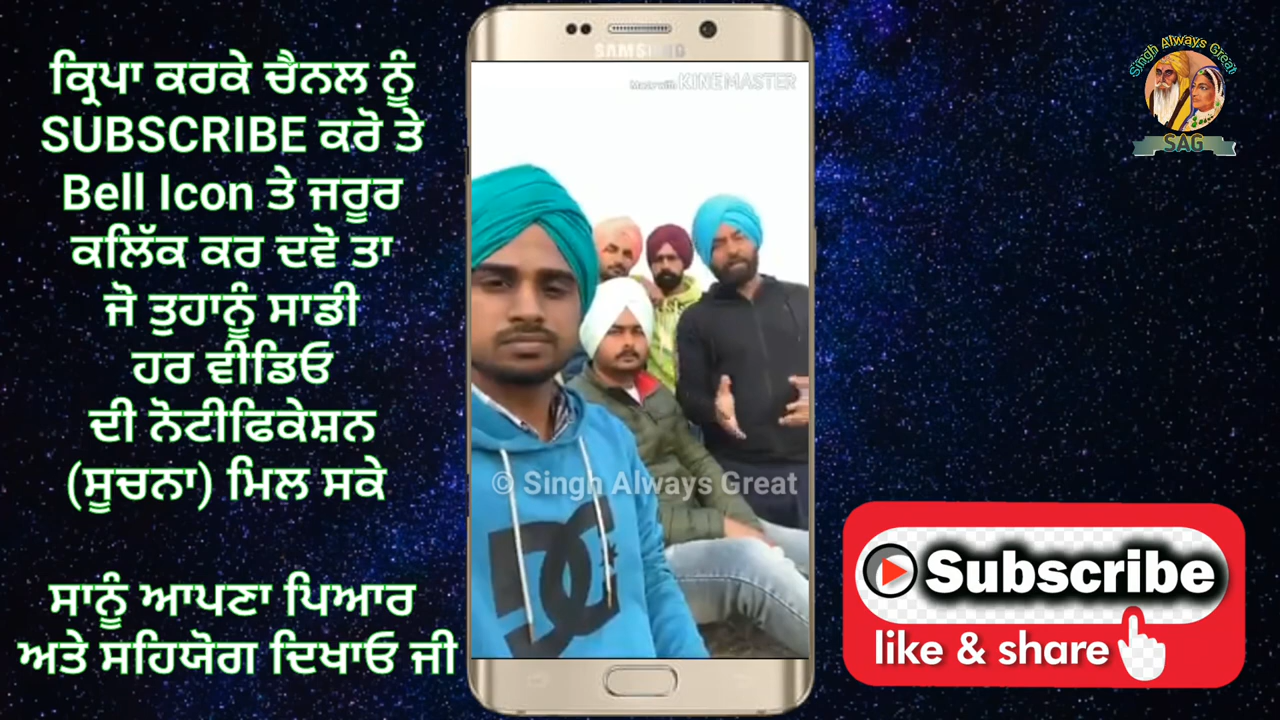 ਕ੍ਰਿਪਾ ਕਰਕੇ ਚੈਨਲ ਨੂੰ
SUBSCRIBE ਕਰੋ ਤੇ
Bell Icon ਤੇ ਜਰੂਰ
ਕਲਿੱਕ ਕਰ ਦਵੋ ਤਾ
ਜੋ ਤੁਹਾਨੂੰ ਸਾਡੀ
ਹਰ ਵੀਡਿਓ
ਦੀ ਨੋਟੀਫਿਕੇਸ਼ਨ
(ਸੂਚਨਾ) ਮਿਲ ਸਕੇ
ਸਾਨੂੰ ਆਪਣਾ ਪਿਆਰ
ਅਤੇ ਸਹਿਯੋਗ ਦਿਖਾਓ ਜੀ
SAMSUNG
Made with KINEMASTER
DC
© Singh Always Great
Singh Always Great
SAG
Subscribe
like & share